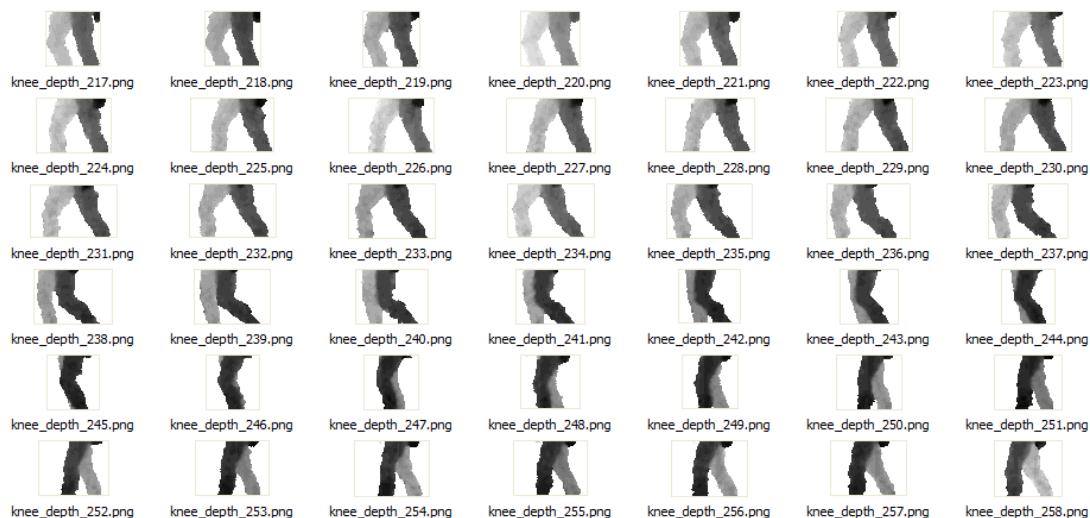 knee_depth_217.png knee_depth_218.png knee_depth_219.png knee_depth_220.png knee_depth_221.png knee_depth_222.png knee_depth_223.png
knee_depth_224.png knee_depth_225.png knee_depth_226.png knee_depth_227.png knee_depth_228.png knee_depth_229.png knee_depth_230.png
knee_depth_231.png knee_depth_232.png knee_depth_233.png knee_depth_234.png knee_depth_235.png knee_depth_236.png knee_depth_237.png
knee_depth_238.png knee_depth_239.png knee_depth_240.png knee_depth_241.png knee_depth_242.png knee_depth_243.png knee_depth_244.png
knee_depth_245.png knee_depth_246.png knee_depth_247.png knee_depth_248.png knee_depth_249.png knee_depth_250.png knee_depth_251.png
knee_depth_252.png knee_depth_253.png knee_depth_254.png knee_depth_255.png knee_depth_256.png knee_depth_257.png knee_depth_258.png